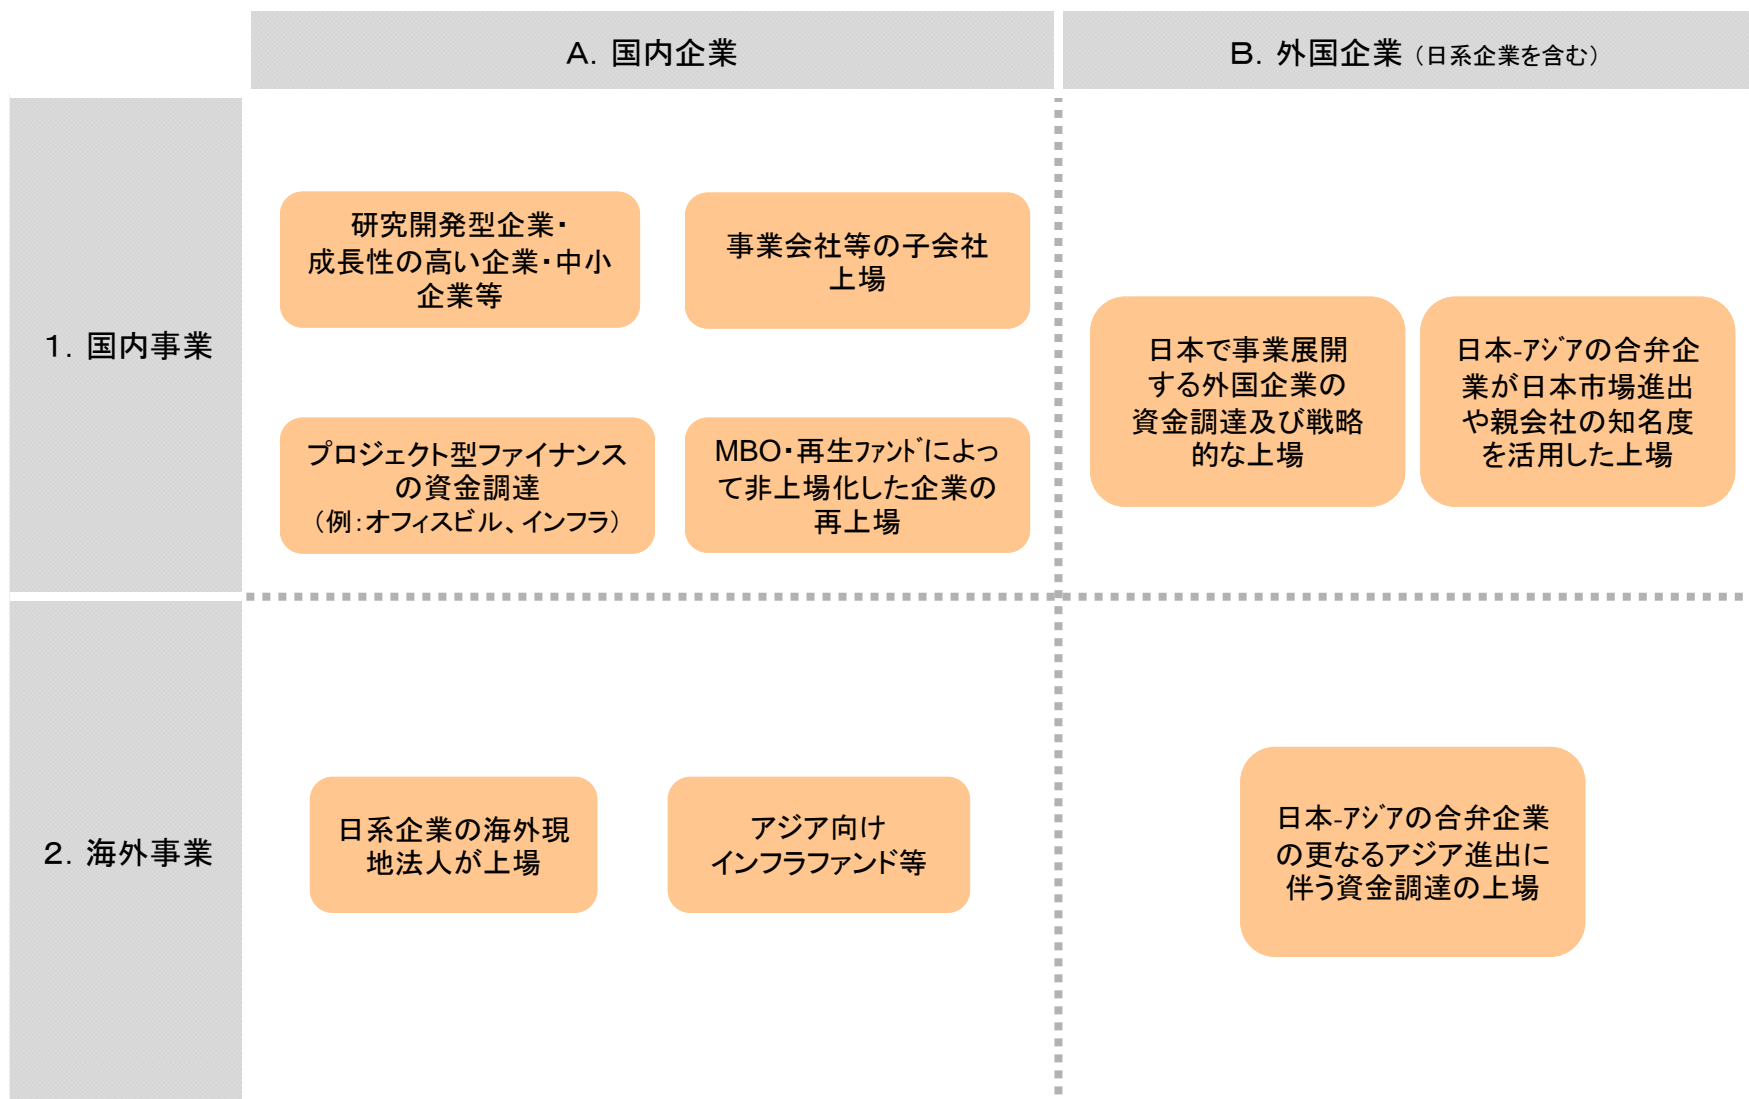 A. 国内企業
B. 外国企業（日系企業を含む）
1. 国内事業
研究開発型企業・
成長性の高い企業・中小
企業等
事業会社等の子会社
上場
プロジェクト型ファイナンス
の資金調達
（例：オフィスビル、インフラ）
MBO・再生ﾌｧﾝﾄﾞによっ
て非上場化した企業の
再上場
日本で事業展開
する外国企業の
資金調達及び戦略
的な上場
日本-ｱｼﾞｱの合弁企
業が日本市場進出
や親会社の知名度
を活用した上場
2. 海外事業
日系企業の海外現
地法人が上場
アジア向け
インフラファンド等
日本-ｱｼﾞｱの合弁企業
の更なるアジア進出に
伴う資金調達の上場